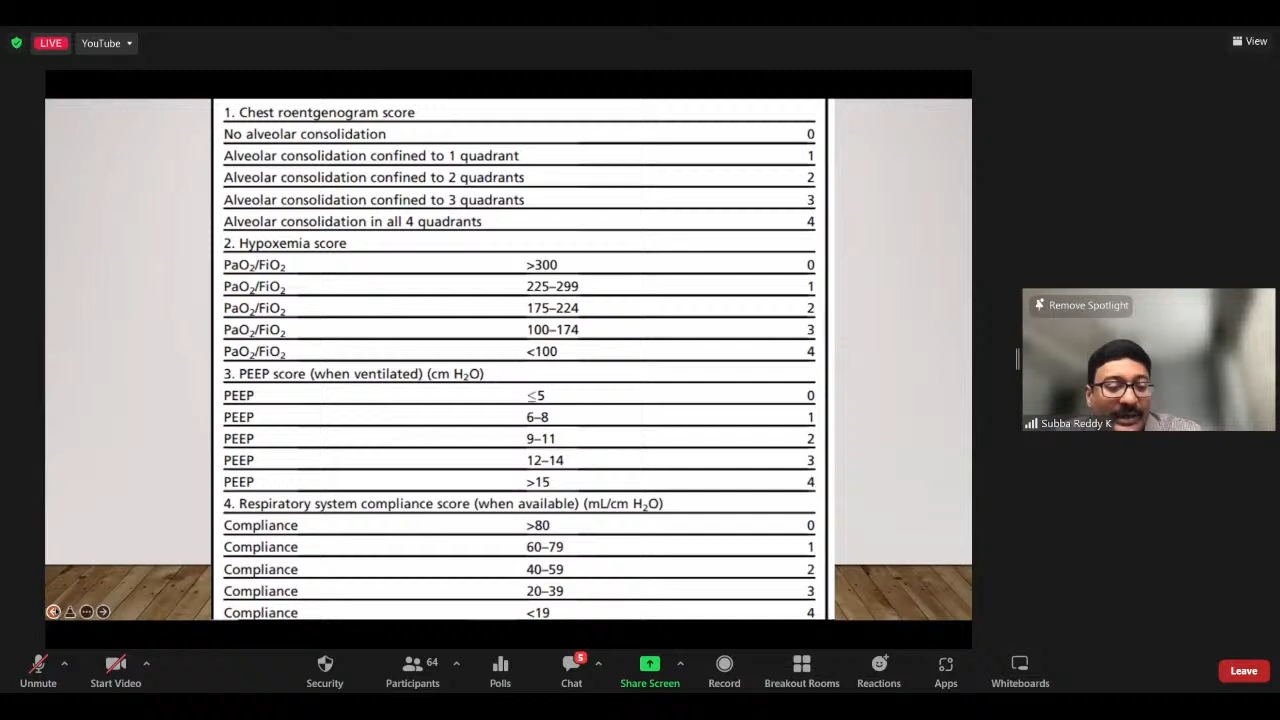 LIVE
YouTube
View
1. Chest roentgenogram score
No alveolar consolidation 0
Alveolar consolidation confined to 1 quadrant 1
Alveolar consolidation confined to 2 quadrants 2
Alveolar consolidation confined to 3 quadrants 3
Alveolar consolidation in all 4 quadrants 4
2. Hypoxemia score
PaO₂/FiO₂ >300 0
PaO₂/FiO₂ 225–299 1
PaO₂/FiO₂ 175–224 2
PaO₂/FiO₂ 100–174 3
PaO₂/FiO₂ <100 4
3. PEEP score (when ventilated) (cm H₂O)
PEEP ≤5 0
PEEP 6–8 1
PEEP 9–11 2
PEEP 12–14 3
PEEP >15 4
4. Respiratory system compliance score (when available) (mL/cm H₂O)
Compliance >80 0
Compliance 60–79 1
Compliance 40–59 2
Compliance 20–39 3
Compliance <19 4
Remove Spotlight
Subba Reddy K
64
5
Unmute
Start Video
Security
Participants
Polls
Chat
Share Screen
Record
Breakout Rooms
Reactions
Apps
Whiteboards
Leave